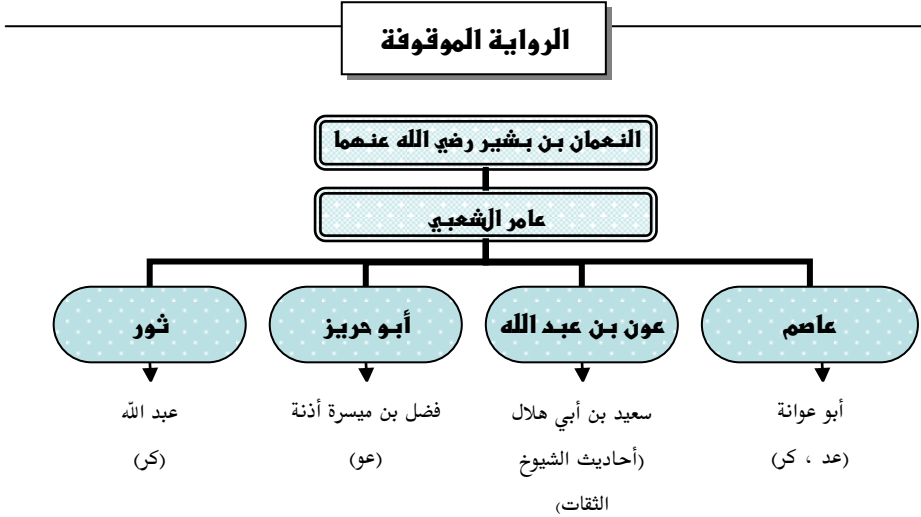 الرواية الموقوفة
النعمان بن بشير رضي الله عنهما
عامر الشعبي
عاصم
عون بن عبد الله
أبو حريز
ثور
أبو عوانة
(عد ، كر)
سعيد بن أبي هلال
(أحاديث الشيوخ
الثقات)
فضل بن ميسرة أذنة
(عو)
عبد الله
(كر)